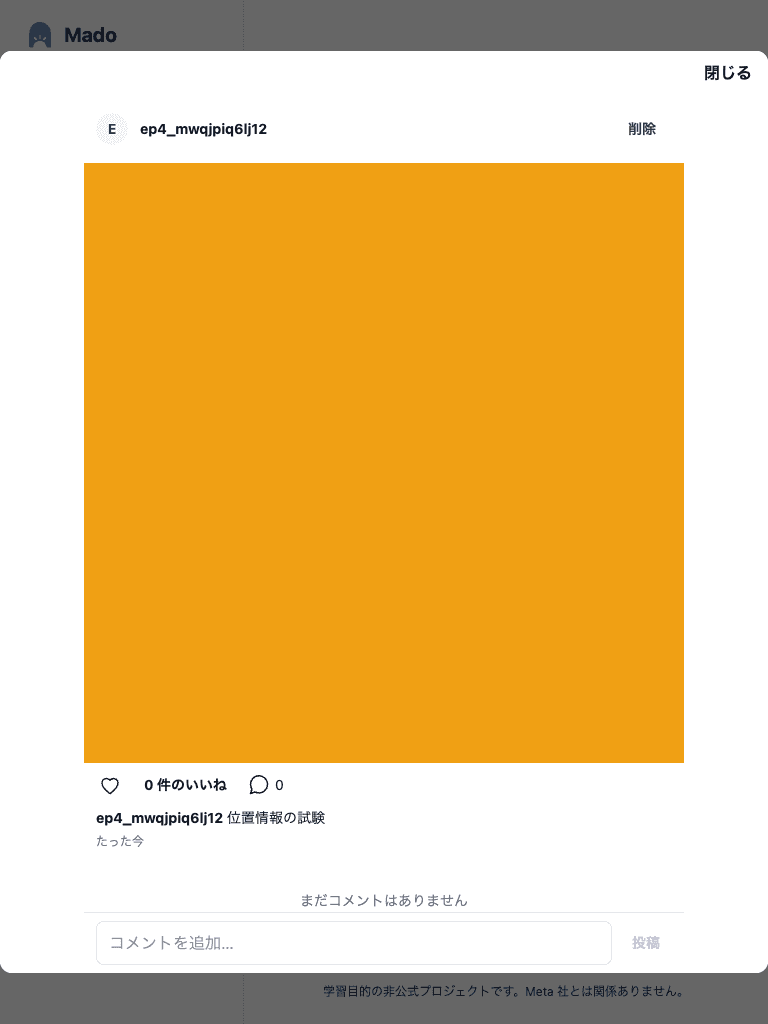 Mado
閉じる
E ep4_mwqjpiq6lj12 削除
0 件のいいね 0
ep4_mwqjpiq6lj12 位置情報の試験
たった今
まだコメントはありません
コメントを追加... 投稿
学習目的の非公式プロジェクトです。Meta 社とは関係ありません。